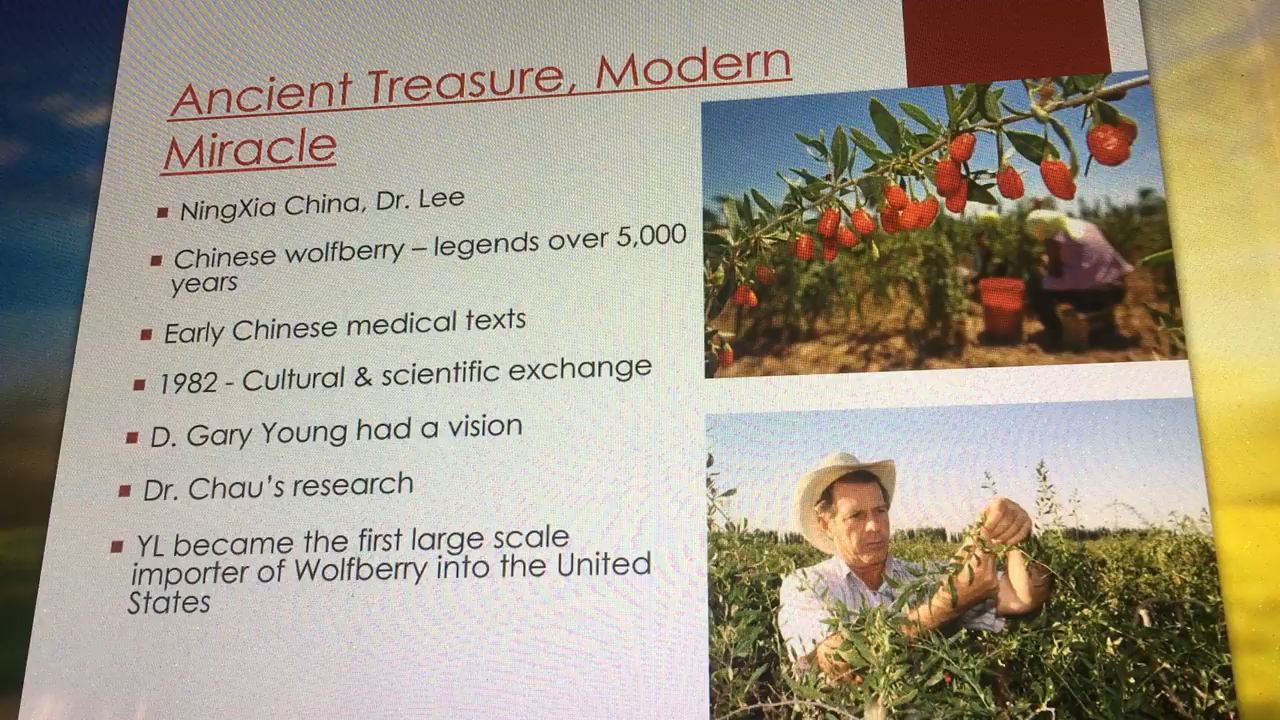 Ancient Treasure, Modern
Miracle
NingXia China, Dr. Lee
Chinese wolfberry – legends over 5,000
years
Early Chinese medical texts
1982 - Cultural & scientific exchange
D. Gary Young had a vision
Dr. Chau's research
YL became the first large scale
importer of Wolfberry into the United
States